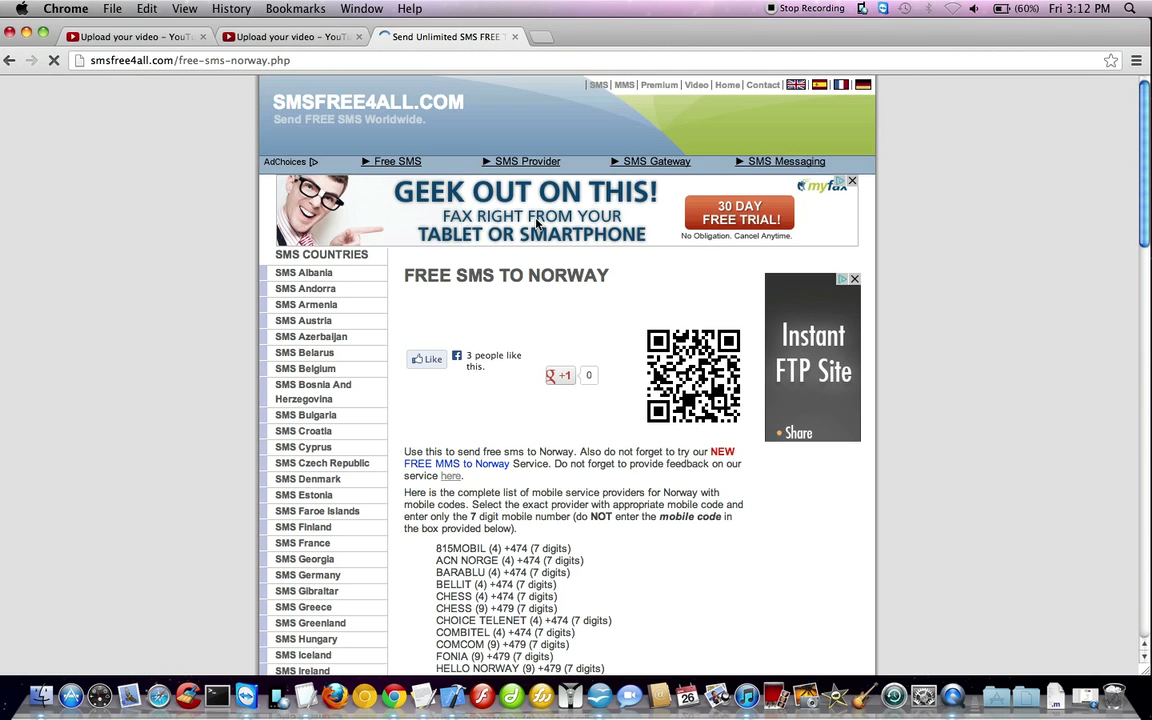 Chrome File Edit View History Bookmarks Window Help Stop Recording (60%) Fri 3:12 PM
Upload your video – YouT Upload your video – YouTu Send Unlimited SMS FREE T
smsfree4all.com/free-sms-norway.php
| SMS | MMS | Premium | Video | Home | Contact |
SMSFREE4ALL.COM
Send FREE SMS Worldwide.
AdChoices Free SMS SMS Provider SMS Gateway SMS Messaging
GEEK OUT ON THIS!
FAX RIGHT FROM YOUR
TABLET OR SMARTPHONE
myfax
30 DAY
FREE TRIAL!
No Obligation. Cancel Anytime.
SMS COUNTRIES
SMS Albania
SMS Andorra
SMS Armenia
SMS Austria
SMS Azerbaijan
SMS Belarus
SMS Belgium
SMS Bosnia And
Herzegovina
SMS Bulgaria
SMS Croatia
SMS Cyprus
SMS Czech Republic
SMS Denmark
SMS Estonia
SMS Faroe Islands
SMS Finland
SMS France
SMS Georgia
SMS Germany
SMS Gibraltar
SMS Greece
SMS Greenland
SMS Hungary
SMS Iceland
SMS Ireland
FREE SMS TO NORWAY
Like 3 people like
this.
+1 0
Use this to send free sms to Norway. Also do not forget to try our NEW
FREE MMS to Norway Service. Do not forget to provide feedback on our
service here.
Here is the complete list of mobile service providers for Norway with
mobile codes. Select the exact provider with appropriate mobile code and
enter only the 7 digit mobile number (do NOT enter the mobile code in
the box provided below).
815MOBIL (4) +474 (7 digits)
ACN NORGE (4) +474 (7 digits)
BARABLU (4) +474 (7 digits)
BELLIT (4) +474 (7 digits)
CHESS (4) +474 (7 digits)
CHESS (9) +479 (7 digits)
CHOICE TELENET (4) +474 (7 digits)
COMBITEL (4) +474 (7 digits)
COMCOM (9) +479 (7 digits)
FONIA (9) +479 (7 digits)
HELLO NORWAY (9) +479 (7 digits)
Instant
FTP Site
Share
26
.m